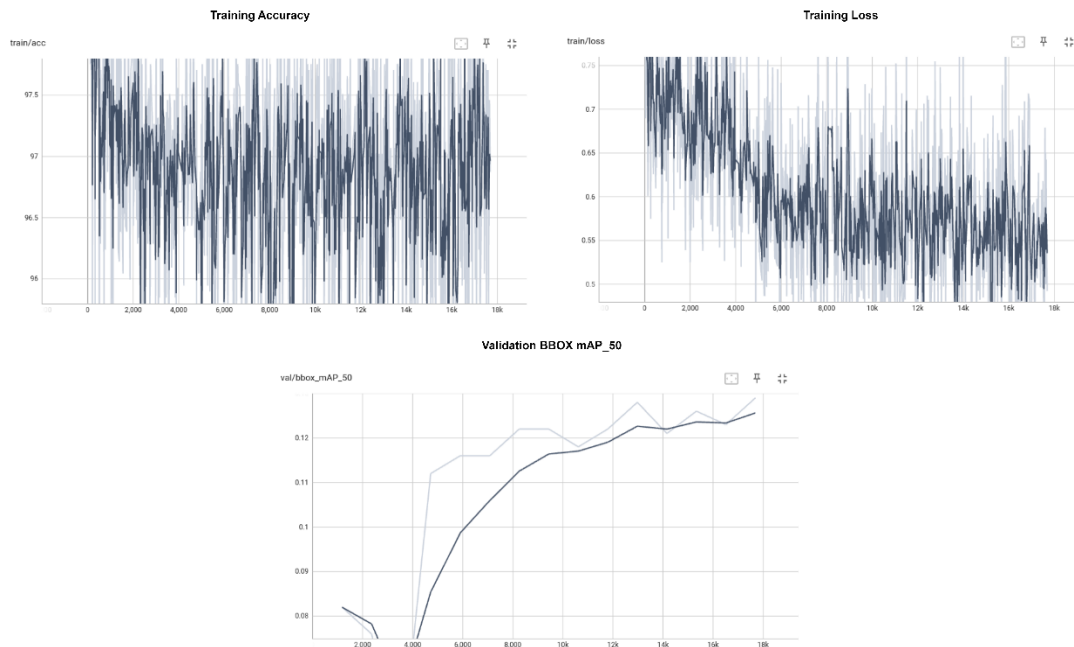 Training Accuracy
train/acc
97.5
97
96.5
96
0 2,000 4,000 6,000 8,000 10k 12k 14k 16k 18k
Training Loss
train/loss
0.75
0.7
0.65
0.6
0.55
0.5
0 2,000 4,000 6,000 8,000 10k 12k 14k 16k 18k
Validation BBOX mAP_50
val/bbox_mAP_50
0.12
0.11
0.1
0.09
0.08
2,000 4,000 6,000 8,000 10k 12k 14k 16k 18k